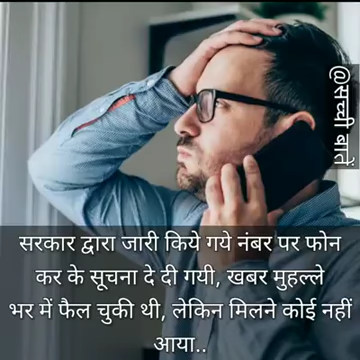 @सच्ची बातें
सरकार द्वारा जारी किये गये नंबर पर फोन
कर के सूचना दे दी गयी, खबर मुहल्ले
भर में फैल चुकी थी, लेकिन मिलने कोई नहीं
आया..